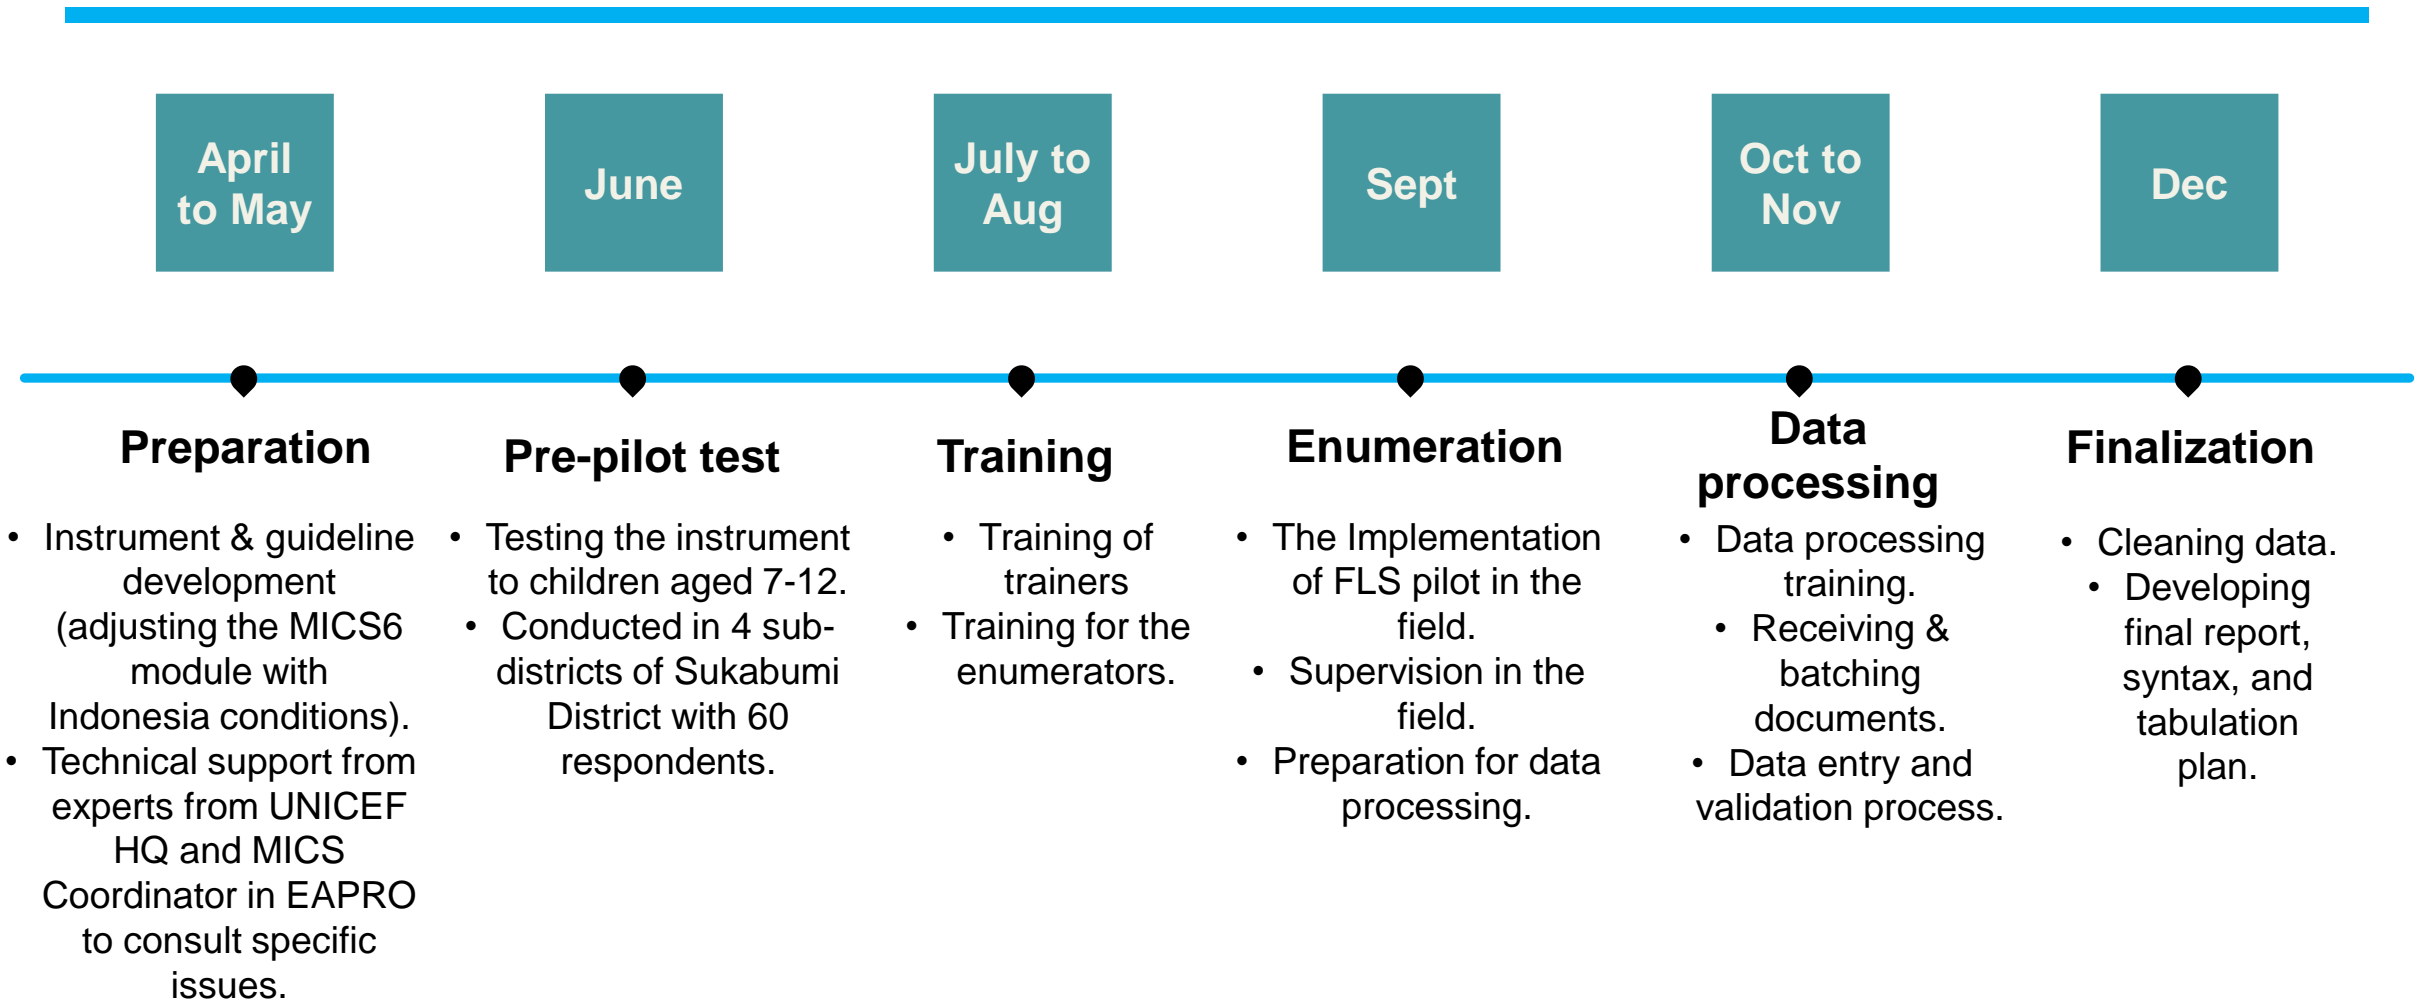 April
to May
June
July to
Aug
Sept
Oct to
Nov
Dec
Preparation
Pre-pilot test
Training
Enumeration
Data
processing
Finalization
• Instrument & guideline
development
(adjusting the MICS6
module with
Indonesia conditions).
• Technical support from
experts from UNICEF
HQ and MICS
Coordinator in EAPRO
to consult specific
issues.
• Testing the instrument
to children aged 7-12.
• Conducted in 4 sub-
districts of Sukabumi
District with 60
respondents.
• Training of
trainers
• Training for the
enumerators.
• The Implementation
of FLS pilot in the
field.
• Supervision in the
field.
• Preparation for data
processing.
• Data processing
training.
• Receiving &
batching
documents.
• Data entry and
validation process.
• Cleaning data.
• Developing
final report,
syntax, and
tabulation
plan.